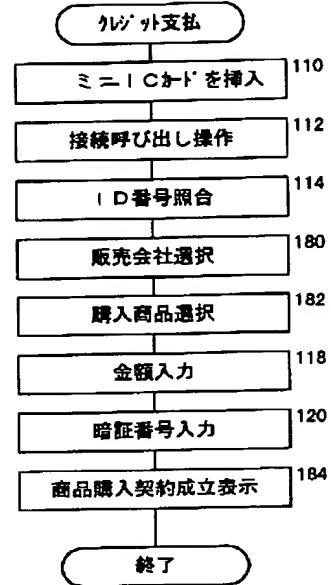 クレジット支払
ミニICカードを挿入
110
接続呼び出し操作
112
ID番号照合
114
販売会社選択
180
購入商品選択
182
金額入力
118
暗証番号入力
120
商品購入契約成立表示
184
終了